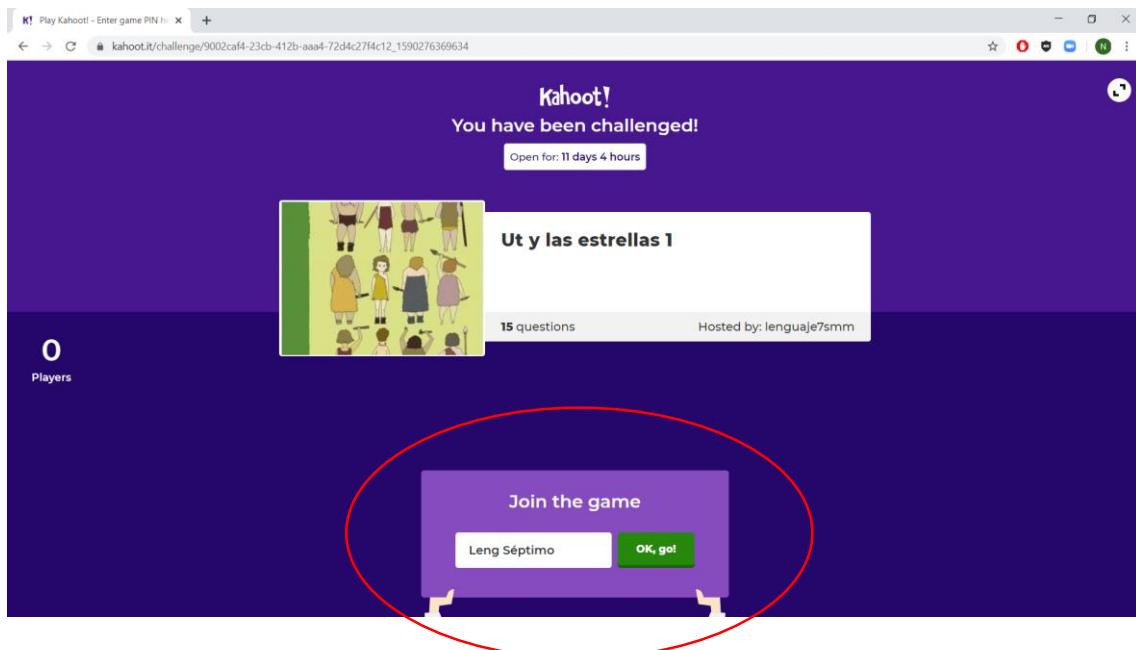 K! Play Kahoot! - Enter game PIN h
kahoot.it/challenge/9002caf4-23cb-412b-aaa4-72d4c27f4c12_1590276369634
N
Kahoot!
You have been challenged!
Open for: 11 days 4 hours
Ut y las estrellas 1
15 questions
Hosted by: lenguaje7smm
0
Players
Join the game
Leng Séptimo
OK, go!